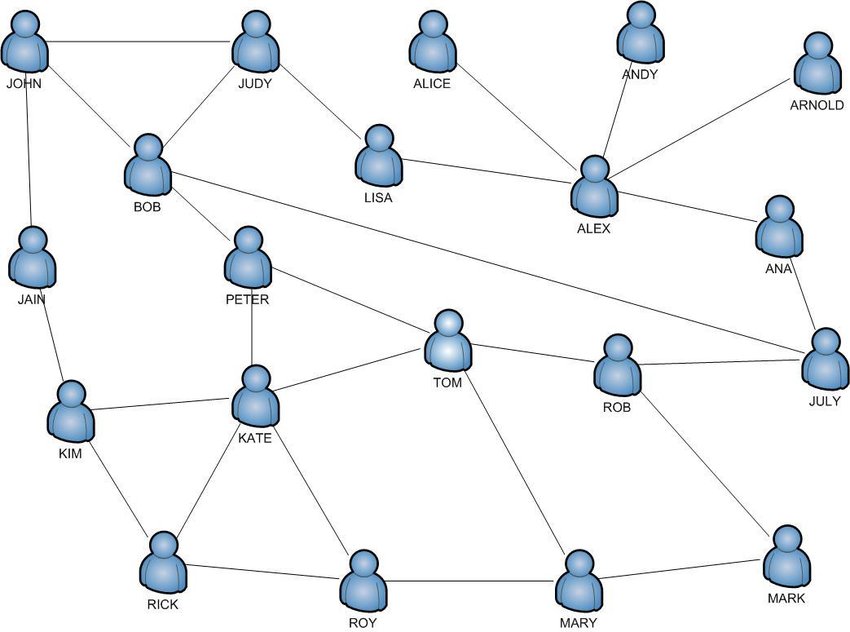 JOHN
JUDY
ALICE
ANDY
ARNOLD
BOB
LISA
ALEX
ANA
JAIN
PETER
TOM
ROB
JULY
KIM
KATE
RICK
ROY
MARY
MARK